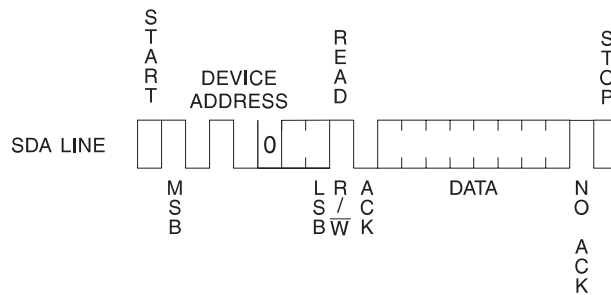 START
READ
STOP
DEVICE
ADDRESS
SDA LINE
0
MSB
LSB
R/W
ACK
DATA
NO ACK